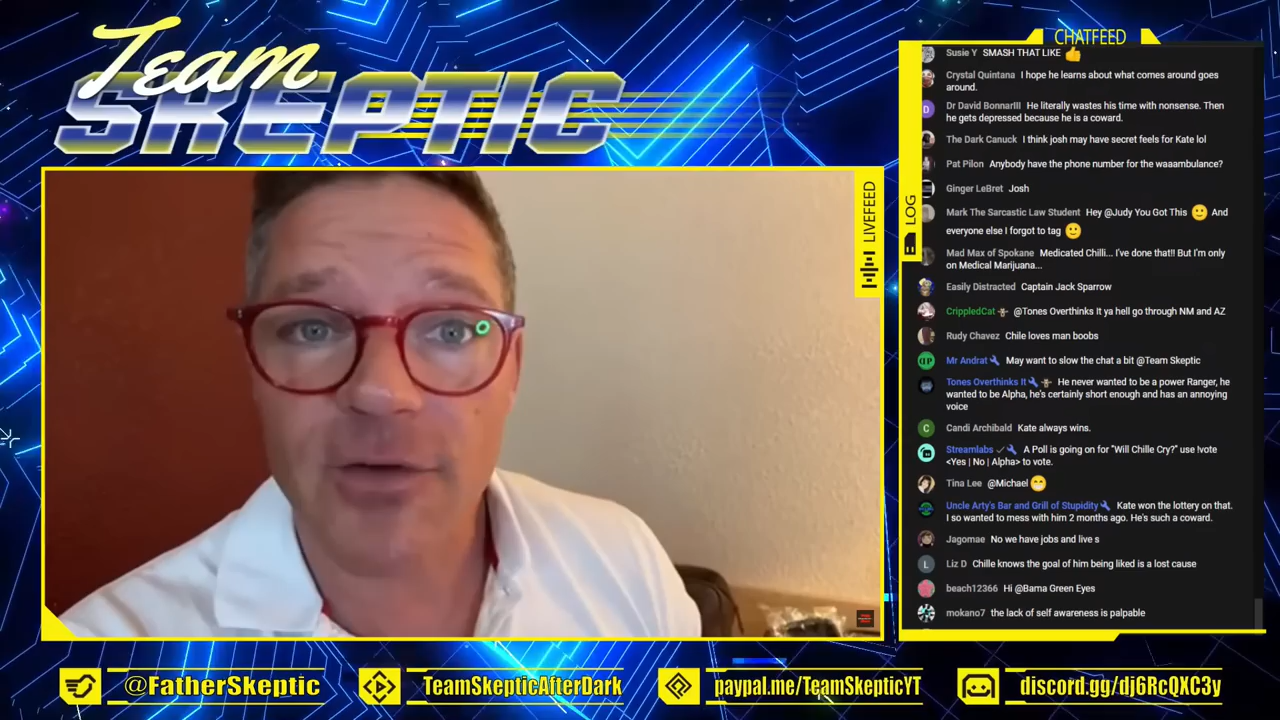 Team
SKEPTIC
CHATFEED
LIVEFEED
LOG
Susie Y SMASH THAT LIKE 👍
Crystal Quintana I hope he learns about what comes around goes
around.
D Dr David BonnarIII He literally wastes his time with nonsense. Then
he gets depressed because he is a coward.
The Dark Canuck I think josh may have secret feels for Kate lol
Pat Pilon Anybody have the phone number for the waaambulance?
Ginger LeBret Josh
Mark The Sarcastic Law Student Hey @Judy You Got This 🙂 And
everyone else I forgot to tag 🙂
Mad Max of Spokane Medicated Chilli... I've done that!! But I'm only
on Medical Marijuana...
Easily Distracted Captain Jack Sparrow
CrippledCat @Tones Overthinks It ya hell go through NM and AZ
Rudy Chavez Chile loves man boobs
Mr Andrat May want to slow the chat a bit @Team Skeptic
Tones Overthinks It He never wanted to be a power Ranger, he
wanted to be Alpha, he's certainly short enough and has an annoying
voice
C Candi Archibald Kate always wins.
Streamlabs A Poll is going on for "Will Chille Cry?" use !vote
<Yes | No | Alpha> to vote.
Tina Lee @Michael 😁
Uncle Arty's Bar and Grill of Stupidity Kate won the lottery on that.
I so wanted to mess with him 2 months ago. He's such a coward.
Jagomae No we have jobs and live s
L Liz D Chille knows the goal of him being liked is a lost cause
beach12366 Hi @Bama Green Eyes
mokano7 the lack of self awareness is palpable
@FatherSkeptic
TeamSkepticAfterDark
paypal.me/TeamSkepticYT
discord.gg/dj6RcQXC3y